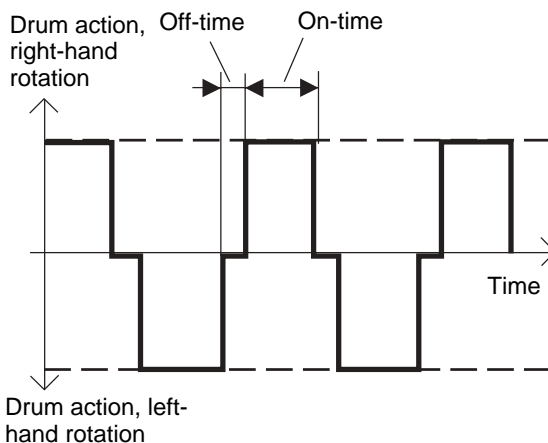 Drum action,
right-hand
rotation
Off-time
On-time
Time
Drum action, left-
hand rotation